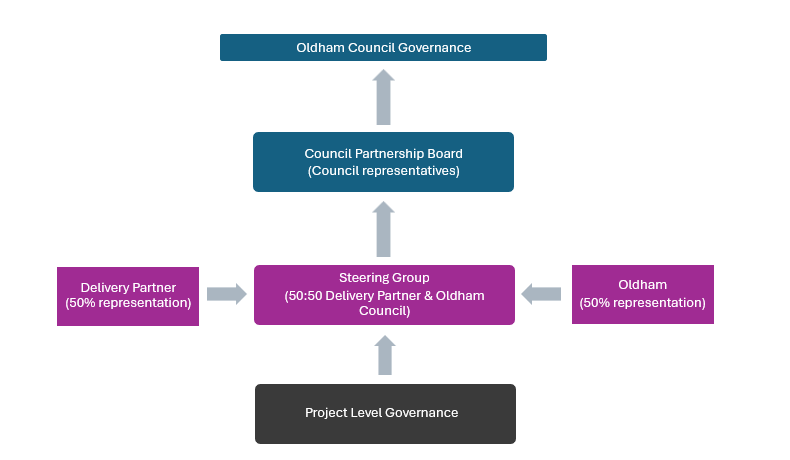 Oldham Council Governance
Council Partnership Board
(Council representatives)
Delivery Partner
(50% representation)
Steering Group
(50:50 Delivery Partner & Oldham
Council)
Oldham
(50% representation)
Project Level Governance